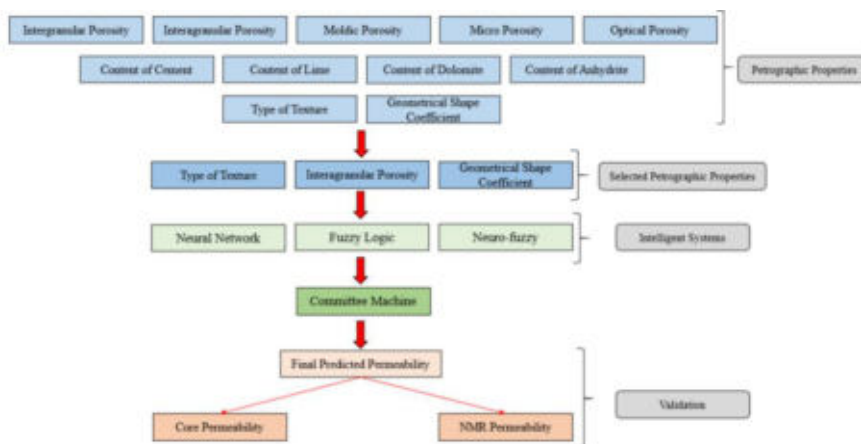 Intergranular Porosity
Interagranular Porosity
Moldic Porosity
Micro Porosity
Optical Porosity
Content of Cement
Content of Lime
Content of Dolomite
Content of Anhydrite
Petrographic Properties
Type of Texture
Geometrical Shape
Coefficient
Type of Texture
Interagranular Porosity
Geometrical Shape
Coefficient
Selected Petrographic Properties
Neural Network
Fuzzy Logic
Neuro-fuzzy
Intelligent Systems
Committee Machine
Final Predicted Permeability
Core Permeability
NMR Permeability
Validation